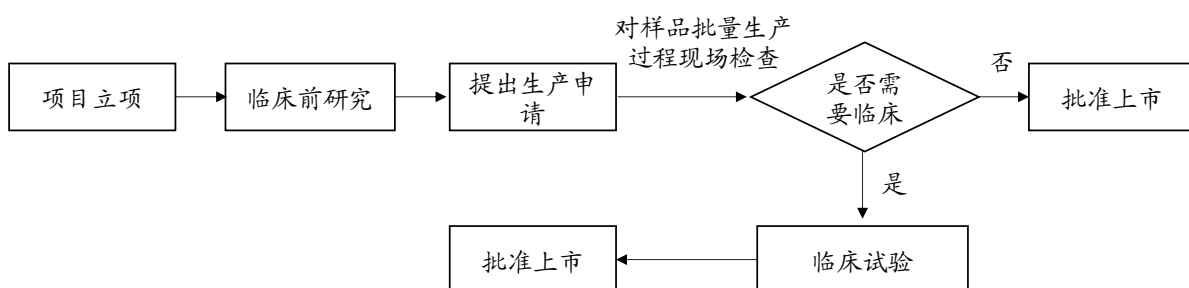 对样品批量生产
过程现场检查
项目立项
临床前研究
提出生产申
请
是否需
要临床
否
批准上市
是
批准上市
临床试验